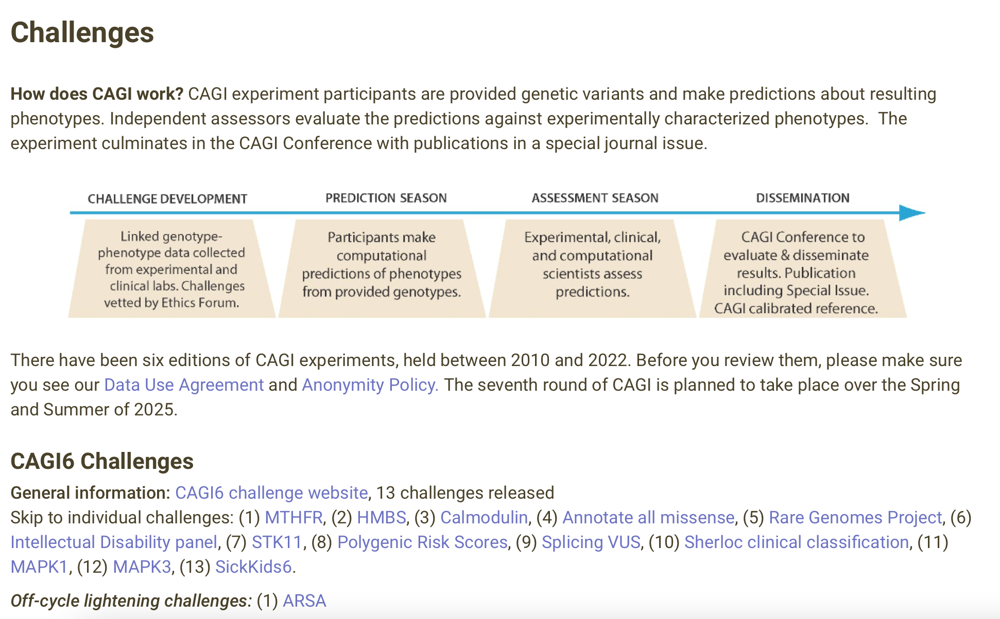 Challenges
How does CAGI work? CAGI experiment participants are provided genetic variants and make predictions about resulting
phenotypes. Independent assessors evaluate the predictions against experimentally characterized phenotypes.  The
experiment culminates in the CAGI Conference with publications in a special journal issue.
CHALLENGE DEVELOPMENT
Linked genotype-
phenotype data collected
from experimental and
clinical labs. Challenges
vetted by Ethics Forum.
PREDICTION SEASON
Participants make
computational
predictions of phenotypes
from provided genotypes.
ASSESSMENT SEASON
Experimental, clinical,
and computational
scientists assess
predictions.
DISSEMINATION
CAGI Conference to
evaluate & disseminate
results. Publication
including Special Issue.
CAGI calibrated reference.
There have been six editions of CAGI experiments, held between 2010 and 2022. Before you review them, please make sure
you see our Data Use Agreement and Anonymity Policy. The seventh round of CAGI is planned to take place over the Spring
and Summer of 2025.
CAGI6 Challenges
General information: CAGI6 challenge website, 13 challenges released
Skip to individual challenges: (1) MTHFR, (2) HMBS, (3) Calmodulin, (4) Annotate all missense, (5) Rare Genomes Project, (6)
Intellectual Disability panel, (7) STK11, (8) Polygenic Risk Scores, (9) Splicing VUS, (10) Sherloc clinical classification, (11)
MAPK1, (12) MAPK3, (13) SickKids6.
Off-cycle lightening challenges: (1) ARSA